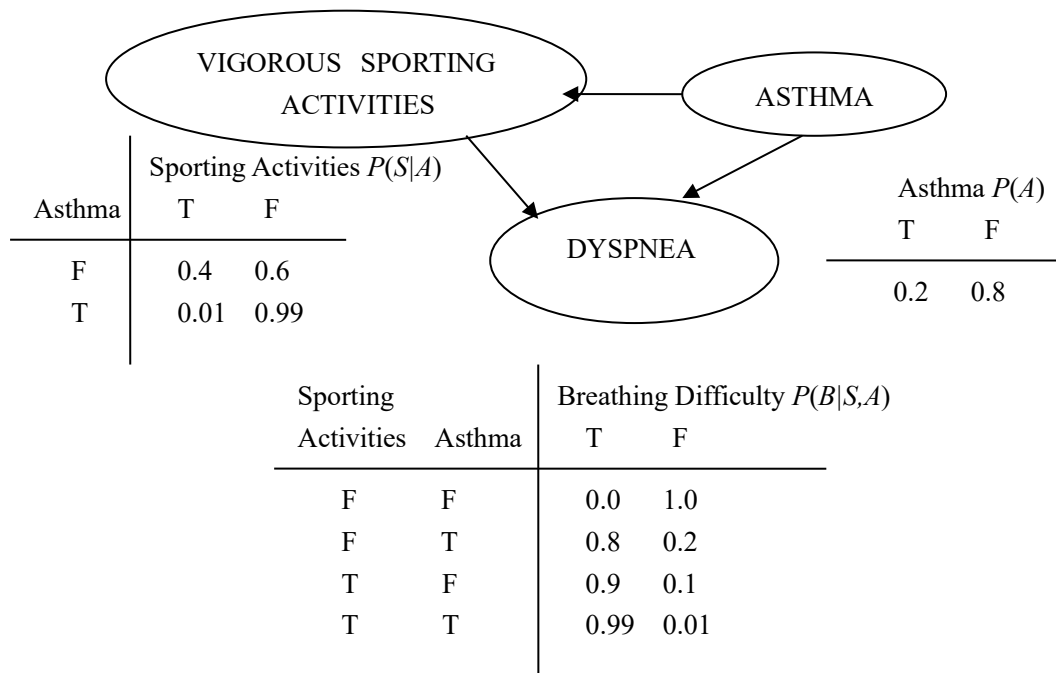 VIGOROUS SPORTING
ACTIVITIES
ASTHMA
Sporting Activities P(S|A)
Asthma T F
F 0.4 0.6
T 0.01 0.99
DYSPNEA
Asthma P(A)
T F
0.2 0.8
Sporting Breathing Difficulty P(B|S,A)
Activities Asthma T F
F F 0.0 1.0
F T 0.8 0.2
T F 0.9 0.1
T T 0.99 0.01